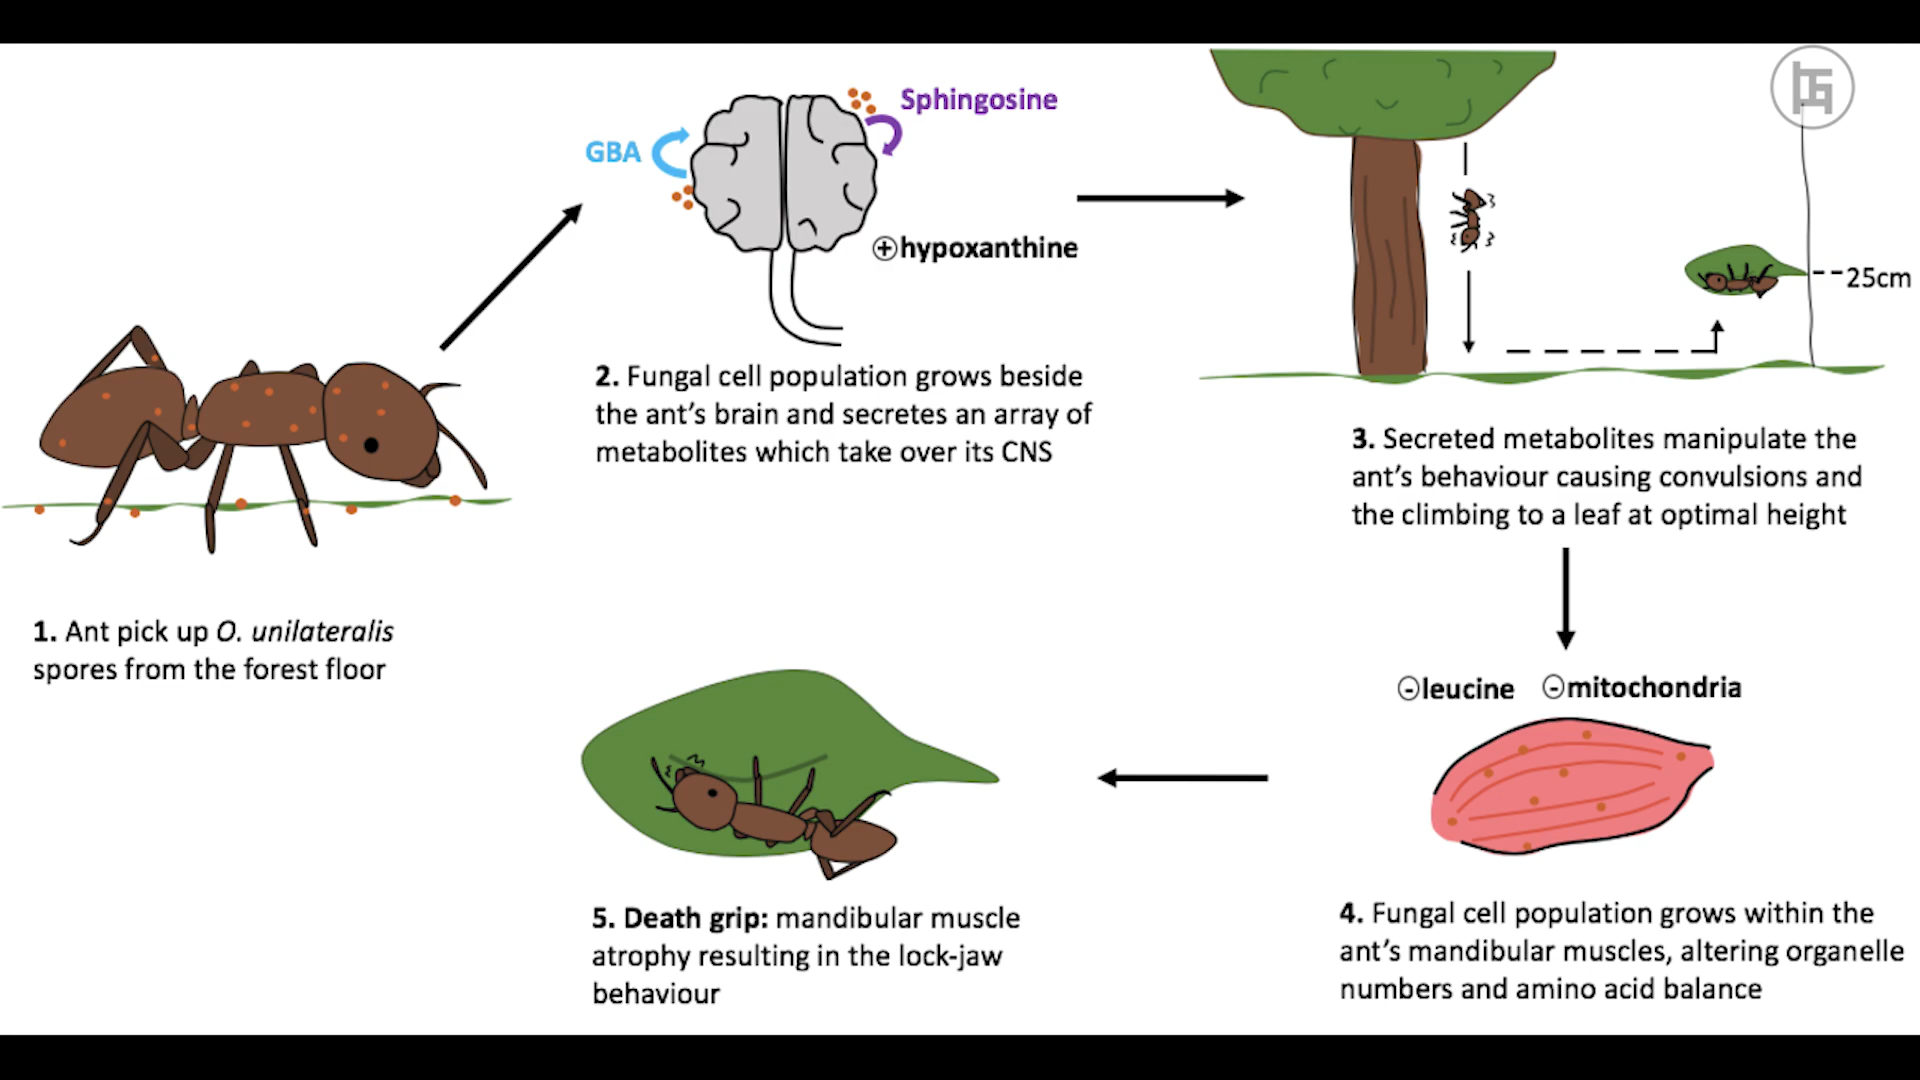 1. Ant pick up O. unilateralis
spores from the forest floor
GBA
Sphingosine
⊕hypoxanthine
2. Fungal cell population grows beside
the ant’s brain and secretes an array of
metabolites which take over its CNS
--25cm
3. Secreted metabolites manipulate the
ant’s behaviour causing convulsions and
the climbing to a leaf at optimal height
⊖leucine ⊖mitochondria
4. Fungal cell population grows within the
ant’s mandibular muscles, altering organelle
numbers and amino acid balance
5. Death grip: mandibular muscle
atrophy resulting in the lock-jaw
behaviour